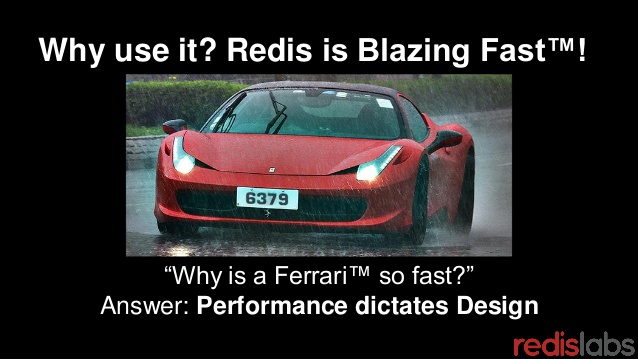 Why use it? Redis is Blazing Fast™!
6379
“Why is a Ferrari™ so fast?”
Answer: Performance dictates Design
redislabs